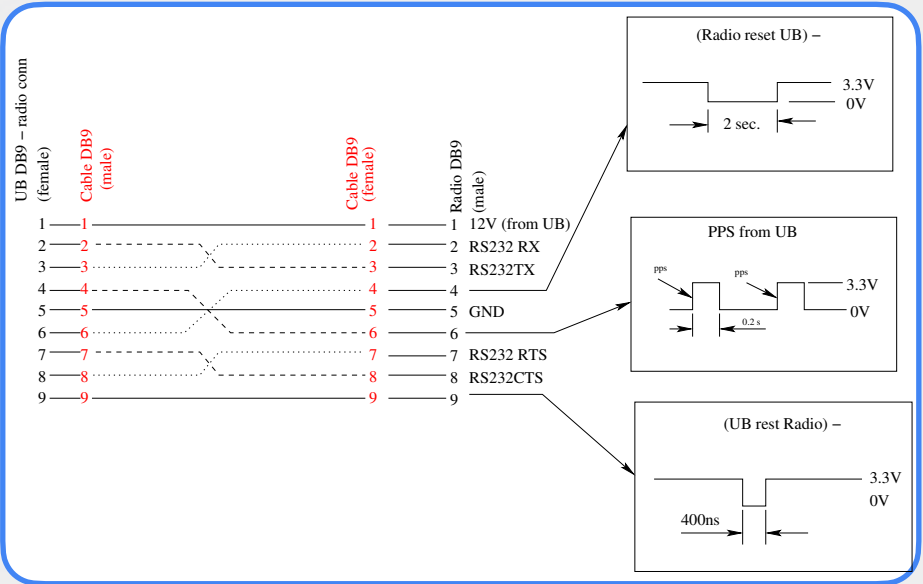 UB DB9 – radio conn
(female)
Cable DB9
(male)
Cable DB9
(female)
Radio DB9
(male)
1 1 1 1 12V (from UB)
2 2 2 2 RS232 RX
3 3 3 3 RS232TX
4 4 4 4
5 5 5 5 GND
6 6 6 6
7 7 7 7 RS232 RTS
8 8 8 8 RS232CTS
9 9 9 9
(Radio reset UB) –
3.3V
0V
2 sec.
PPS from UB
pps
pps
3.3V
0V
0.2 s
(UB rest Radio) –
3.3V
0V
400ns